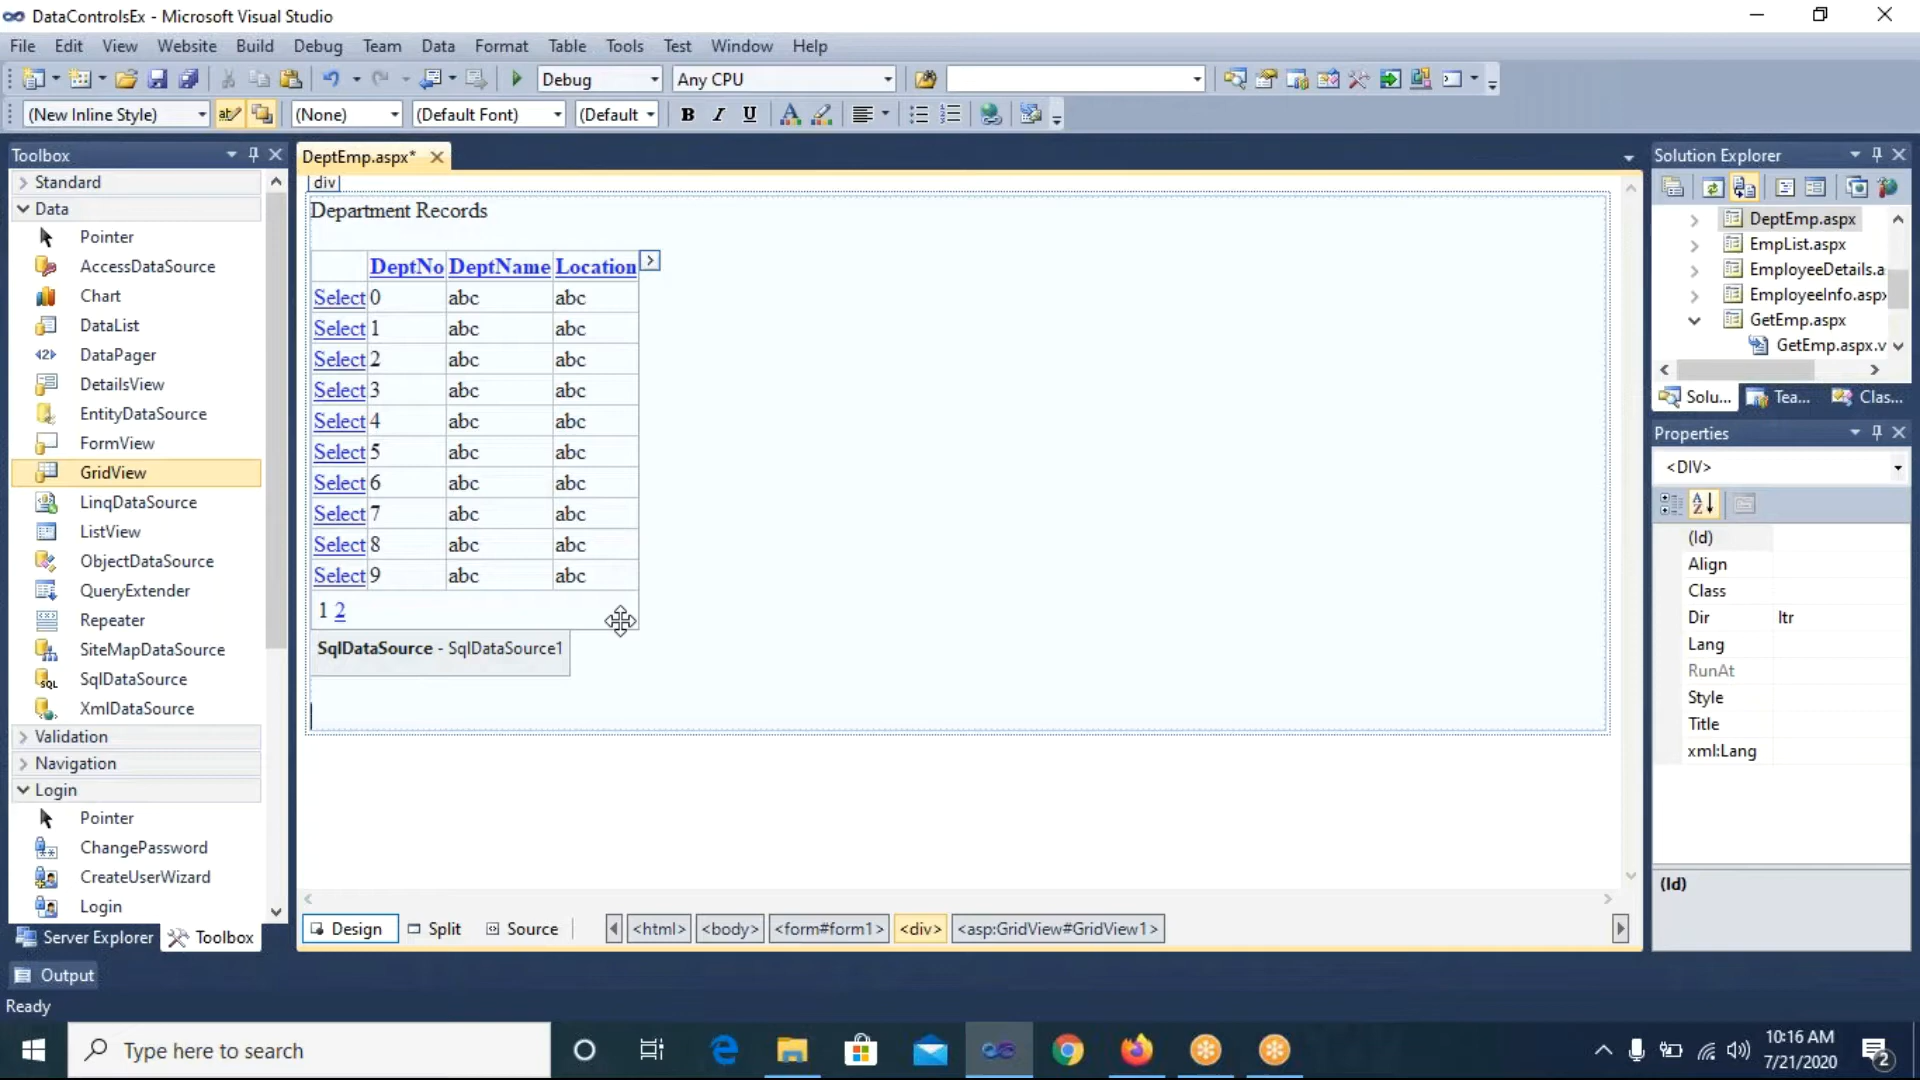 DataControlsEx - Microsoft Visual Studio
File Edit View Website Build Debug Team Data Format Table Tools Test Window Help
Debug Any CPU
(New Inline Style) (None) (Default Font) (Default B I U
Toolbox
Standard
Data
Pointer
AccessDataSource
Chart
DataList
DataPager
DetailsView
EntityDataSource
FormView
GridView
LinqDataSource
ListView
ObjectDataSource
QueryExtender
Repeater
SiteMapDataSource
SqlDataSource
XmlDataSource
Validation
Navigation
Login
Pointer
ChangePassword
CreateUserWizard
Login
Server Explorer Toolbox
DeptEmp.aspx*
div
Department Records
DeptNo DeptName Location
Select 0 abc abc
Select 1 abc abc
Select 2 abc abc
Select 3 abc abc
Select 4 abc abc
Select 5 abc abc
Select 6 abc abc
Select 7 abc abc
Select 8 abc abc
Select 9 abc abc
1 2
SqlDataSource - SqlDataSource1
Design Split Source <html> <body> <form#form1> <div> <asp:GridView#GridView1>
Solution Explorer
DeptEmp.aspx
EmpList.aspx
EmployeeDetails.a
EmployeeInfo.aspx
GetEmp.aspx
GetEmp.aspx.v
Solu... Tea... Clas...
Properties
<DIV>
(Id)
Align
Class
Dir ltr
Lang
RunAt
Style
Title
xml:Lang
(Id)
Output
Ready
Type here to search
10:16 AM
7/21/2020
2